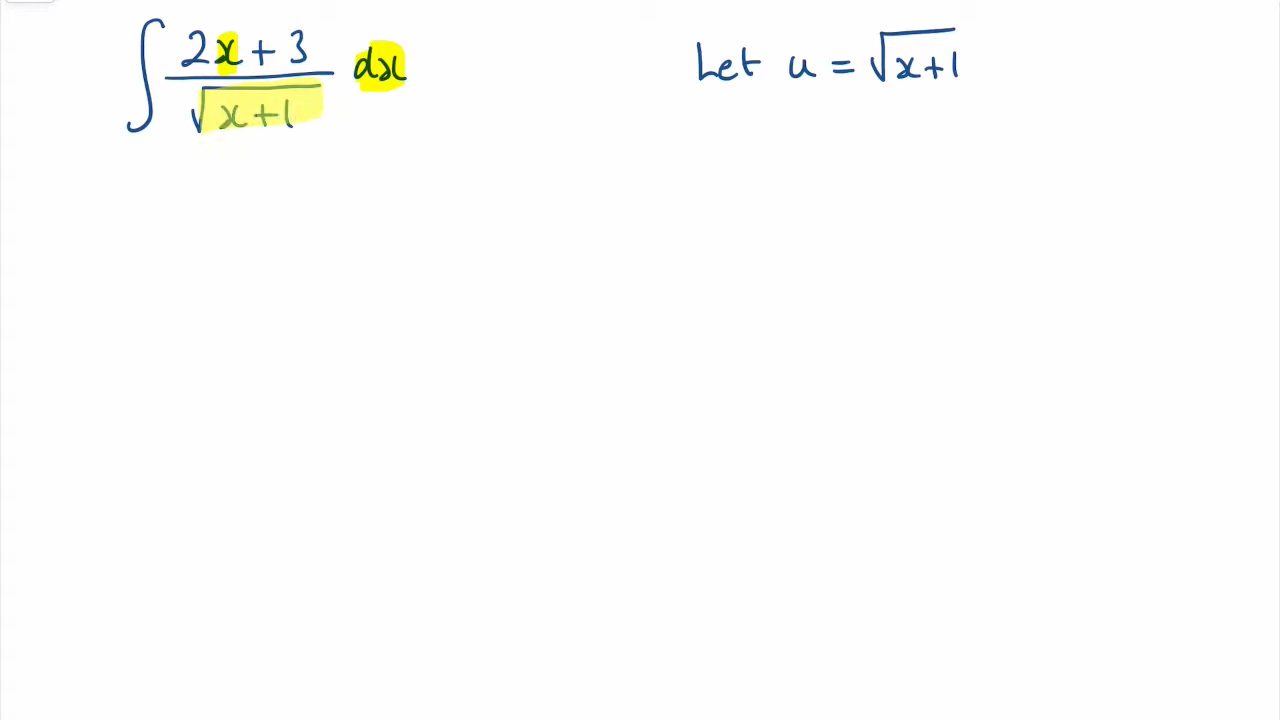 ∫ (2x + 3)/√(x+1) dx
Let u = √(x+1)